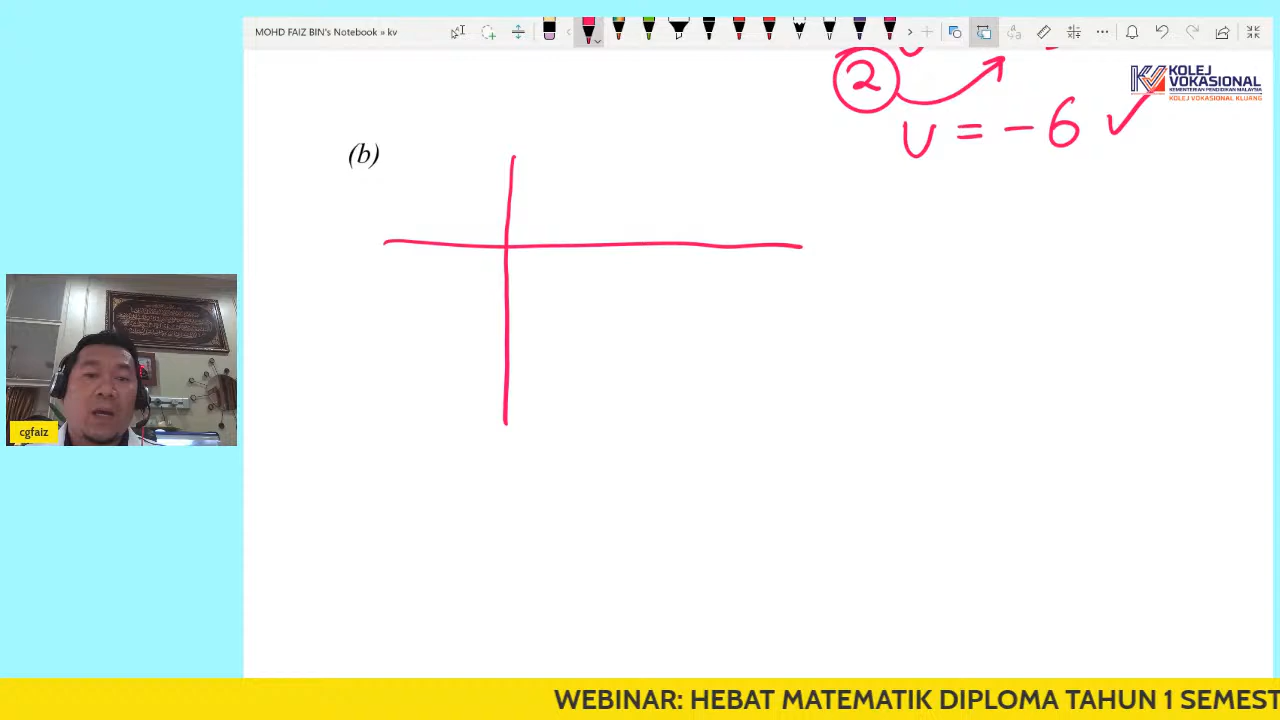 MOHD FAIZ BIN's Notebook » kv
KOLEJ
VOKASIONAL
KEMENTERIAN PENDIDIKAN MALAYSIA
KOLEJ VOKASIONAL KLUANG
2
v = -6 ✓
(b)
cgfaiz
WEBINAR: HEBAT MATEMATIK DIPLOMA TAHUN 1 SEMEST